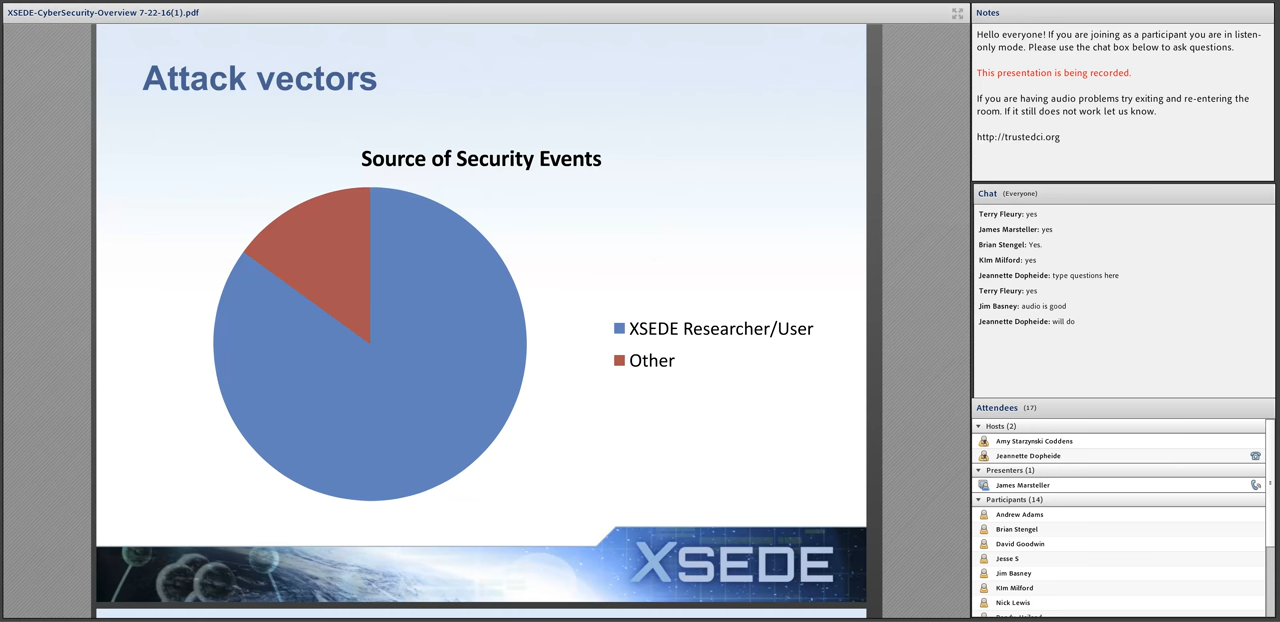 XSEDE-CyberSecurity-Overview 7-22-16(1).pdf
Attack vectors
Source of Security Events
XSEDE Researcher/User
Other
XSEDE
Notes
Hello everyone! If you are joining as a participant you are in listen-
only mode. Please use the chat box below to ask questions.
This presentation is being recorded.
If you are having audio problems try exiting and re-entering the
room. If it still does not work let us know.
http://trustedci.org
Chat (Everyone)
Terry Fleury: yes
James Marsteller: yes
Brian Stengel: Yes.
KIm Milford: yes
Jeannette Dopheide: type questions here
Terry Fleury: yes
Jim Basney: audio is good
Jeannette Dopheide: will do
Attendees (17)
Hosts (2)
Amy Starzynski Coddens
Jeannette Dopheide
Presenters (1)
James Marsteller
Participants (14)
Andrew Adams
Brian Stengel
David Goodwin
Jesse S
Jim Basney
KIm Milford
Nick Lewis